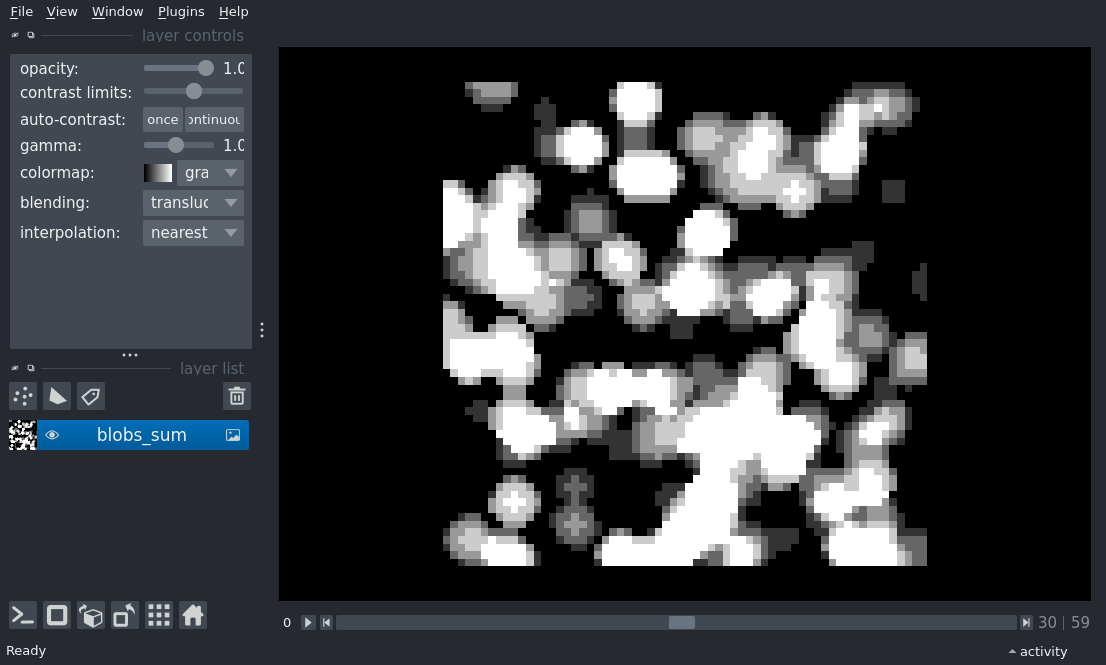 File View Window Plugins Help
layer controls
opacity: 1.0
contrast limits:
auto-contrast: once ontinuou
gamma: 1.0
colormap: gra
blending: transluc
interpolation: nearest
layer list
blobs_sum
0 30 | 59
Ready activity